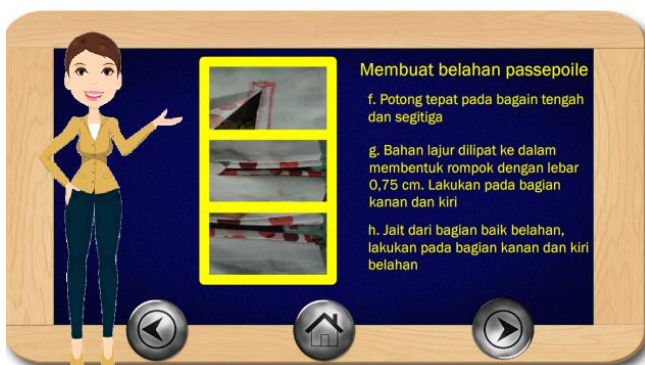 Membuat belahan passepoile
f. Potong tepat pada bagain tengah
dan segitiga
g. Bahan lajur dilipat ke dalam
membentuk rompok dengan lebar
0,75 cm. Lakukan pada bagian
kanan dan kiri
h. Jait dari bagian baik belahan,
lakukan pada bagian kanan dan kiri
belahan